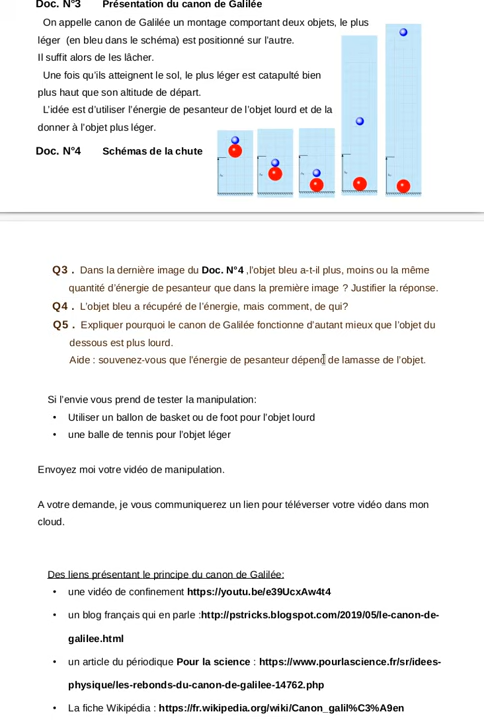 Doc. N°3 Présentation du canon de Galilée
On appelle canon de Galilée un montage comportant deux objets, le plus
léger (en bleu dans le schéma) est positionné sur l'autre.
Il suffit alors de les lâcher.
Une fois qu'ils atteignent le sol, le plus léger est catapulté bien
plus haut que son altitude de départ.
L'idée est d'utiliser l'énergie de pesanteur de l'objet lourd et de la
donner à l'objet plus léger.
Doc. N°4 Schémas de la chute
Q3 . Dans la dernière image du Doc. N°4 ,l'objet bleu a-t-il plus, moins ou la même
quantité d'énergie de pesanteur que dans la première image ? Justifier la réponse.
Q4 . L'objet bleu a récupéré de l'énergie, mais comment, de qui?
Q5 . Expliquer pourquoi le canon de Galilée fonctionne d'autant mieux que l'objet du
dessous est plus lourd.
Aide : souvenez-vous que l'énergie de pesanteur dépend de lamasse de l'objet.
Si l'envie vous prend de tester la manipulation:
• Utiliser un ballon de basket ou de foot pour l'objet lourd
• une balle de tennis pour l'objet léger
Envoyez moi votre vidéo de manipulation.
A votre demande, je vous communiquerez un lien pour téléverser votre vidéo dans mon
cloud.
Des liens présentant le principe du canon de Galilée:
• une vidéo de confinement https://youtu.be/e39UcxAw4t4
• un blog français qui en parle :http://pstricks.blogspot.com/2019/05/le-canon-de-
galilee.html
• un article du périodique Pour la science : https://www.pourlascience.fr/sr/idees-
physique/les-rebonds-du-canon-de-galilee-14762.php
• La fiche Wikipédia : https://fr.wikipedia.org/wiki/Canon_galil%C3%A9en